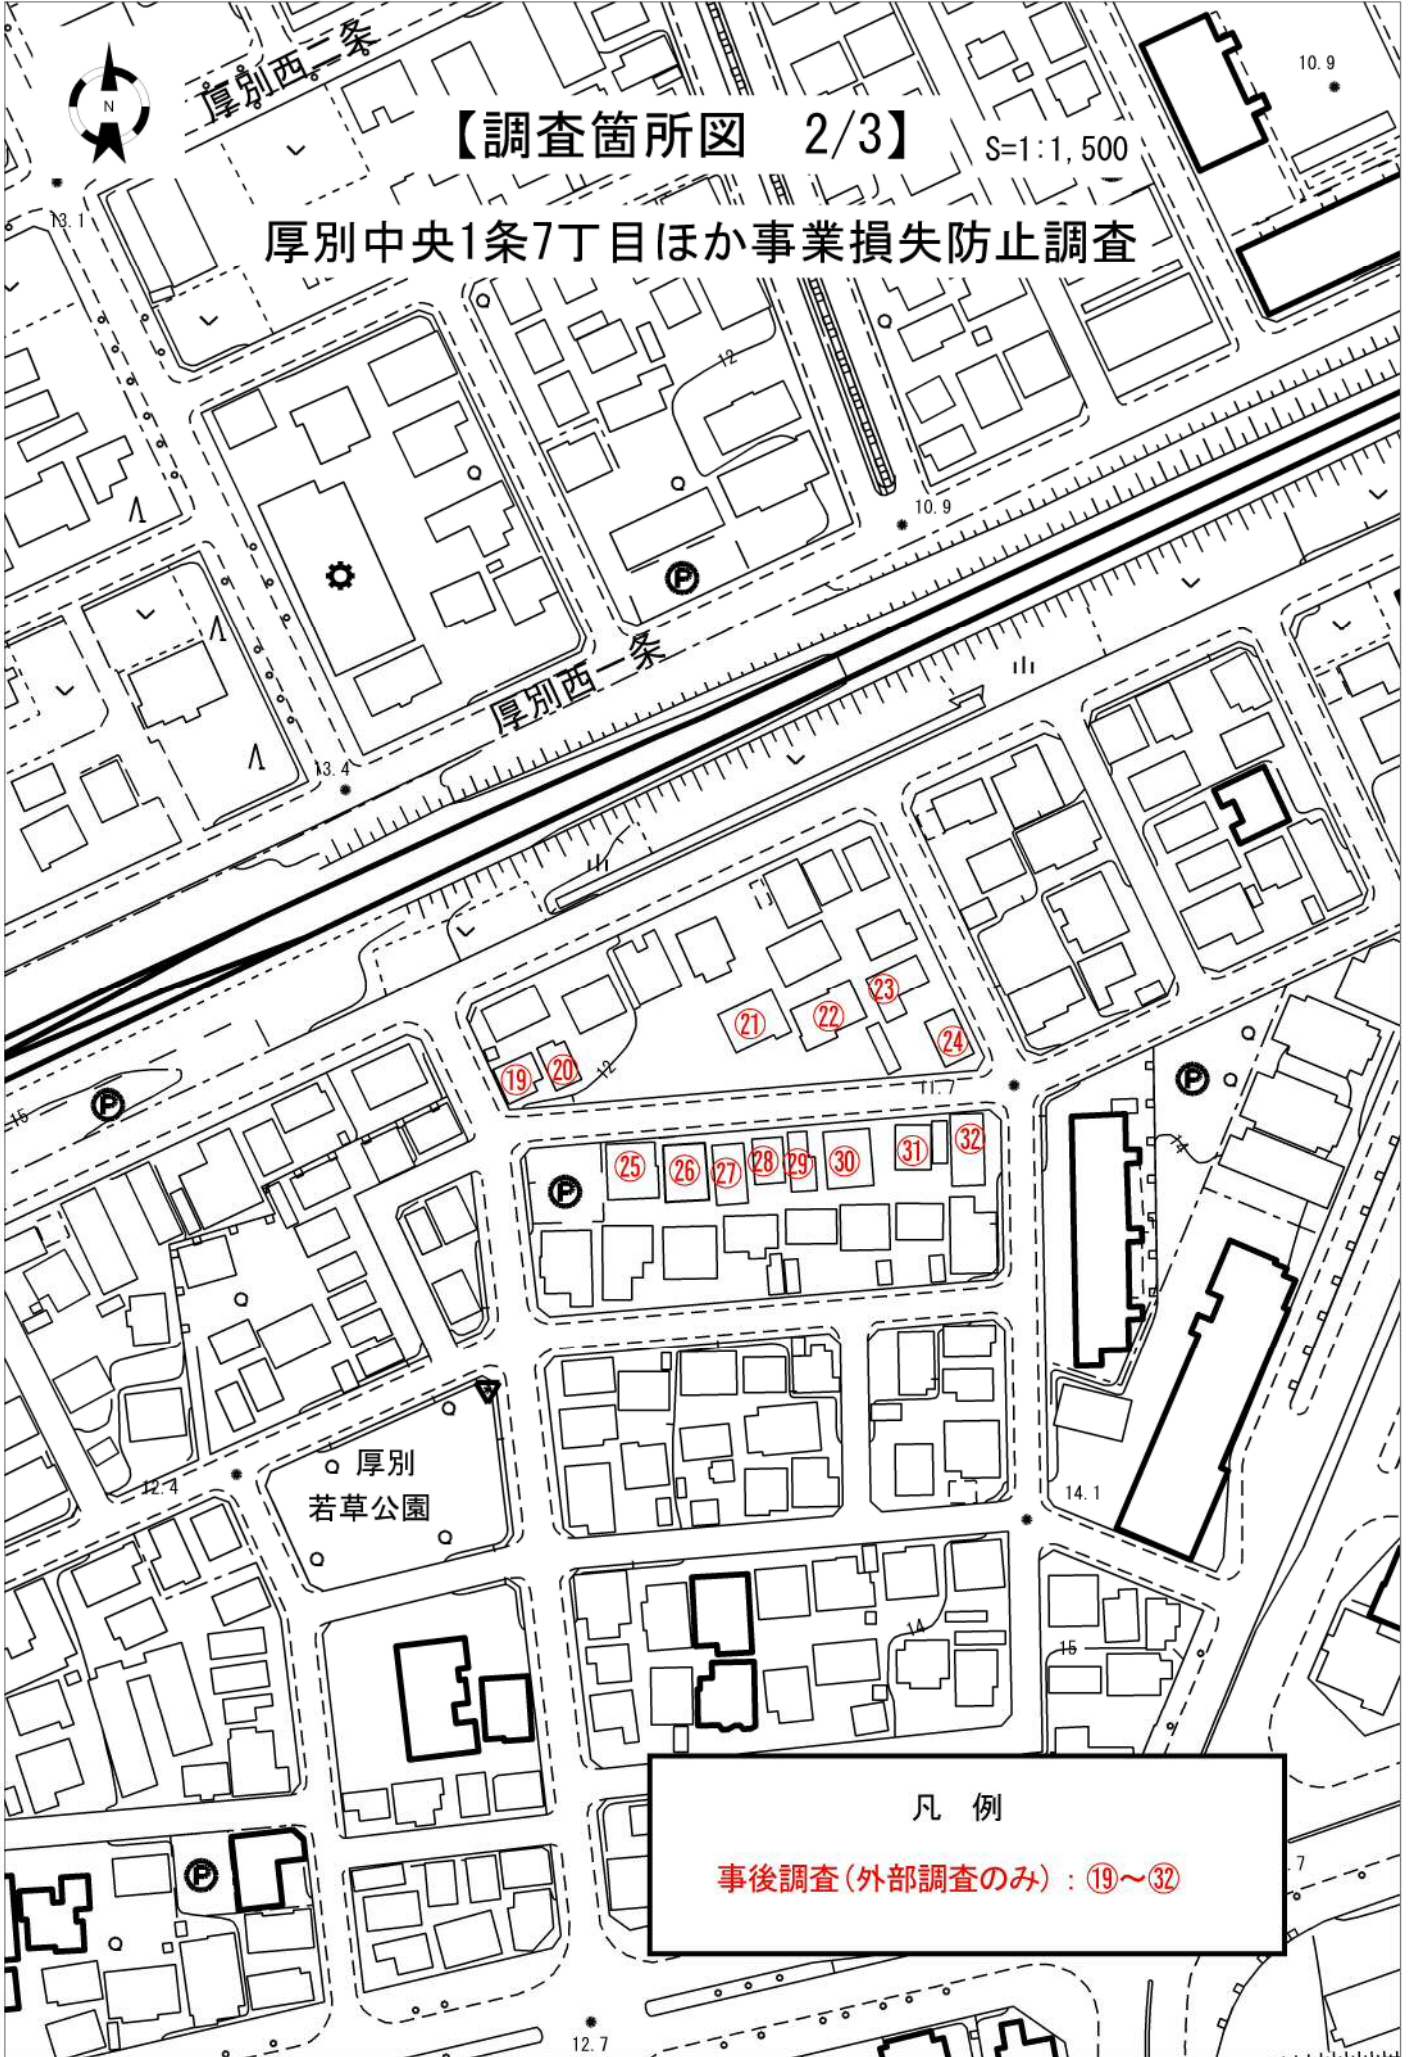 厚別西二条
N
10.9
【調査箇所図　2/3】
S=1:1,500
13.1
厚別中央1条7丁目ほか事業損失防止調査
12
10.9
P
厚別西一条
13.4
㉓
㉑
㉒
㉔
⑲
⑳
12
11.7
P
P
15
14
㉕
㉖
㉗
㉘
㉙
㉚
㉛
㉜
P
厚別
若草公園
12.4
14.1
14
15
凡　例
事後調査(外部調査のみ)：⑲～㉜
.7
P
12.7